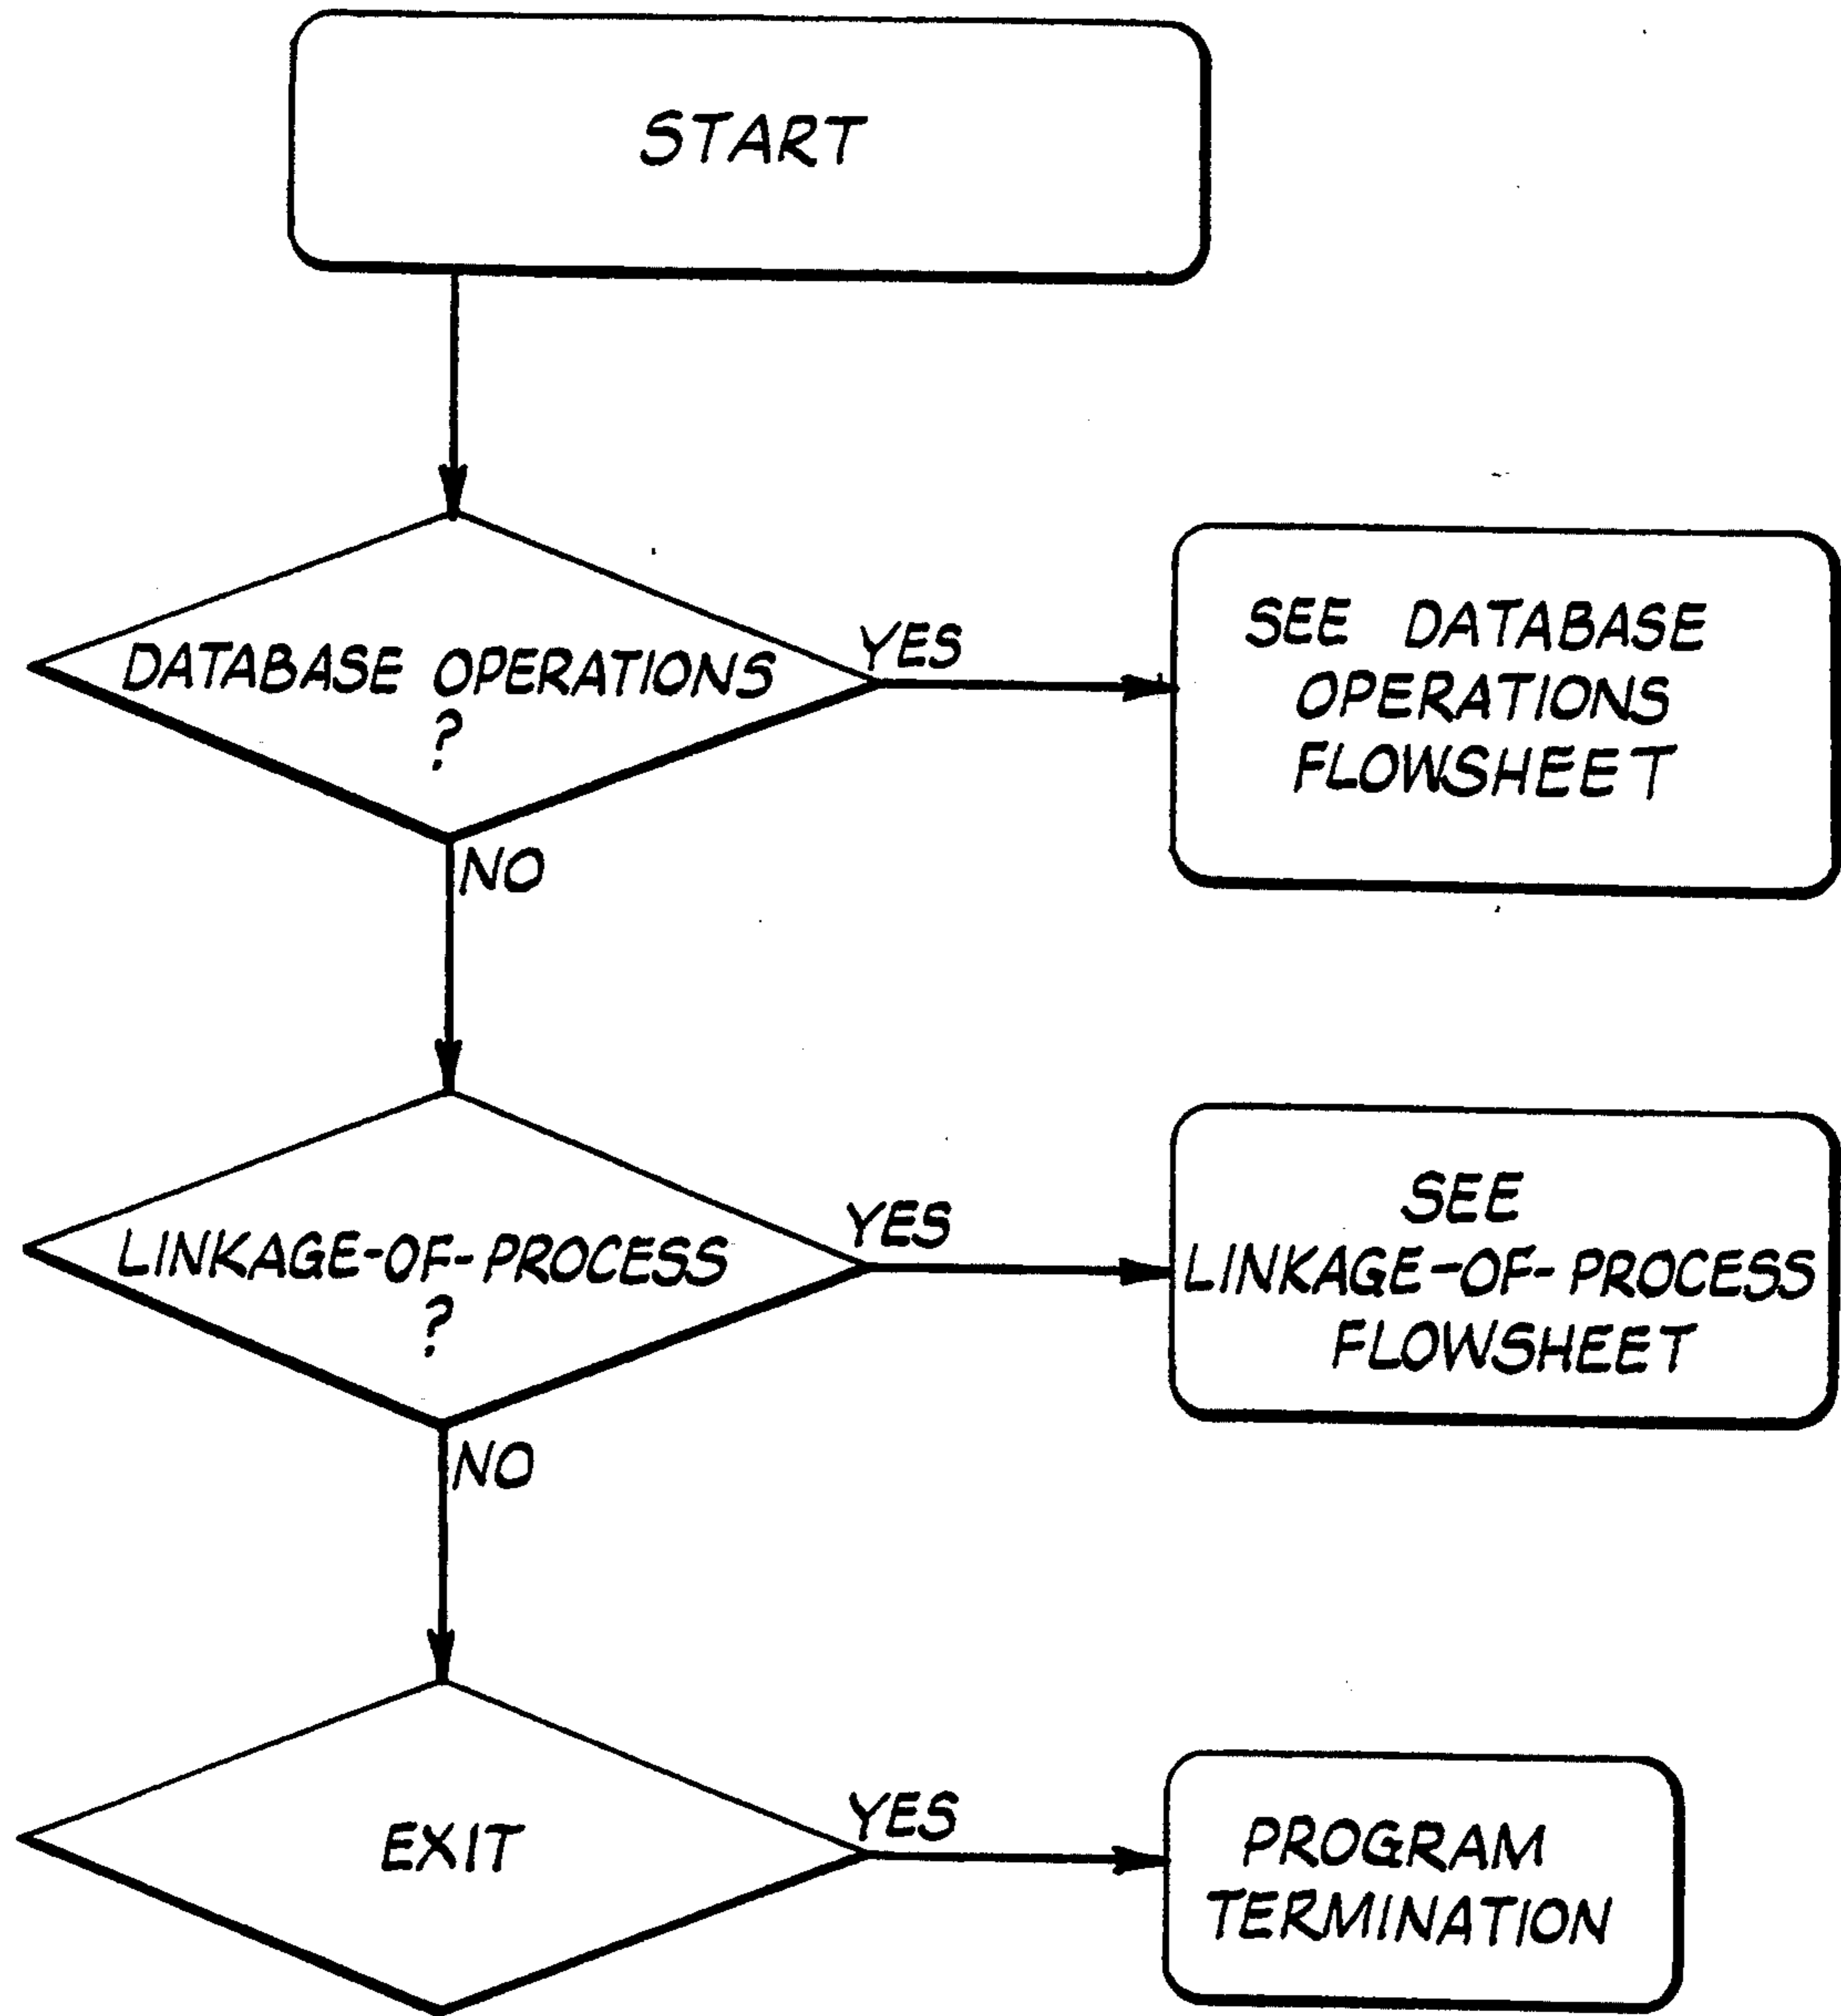 START
DATABASE OPERATIONS
?
YES
SEE DATABASE
OPERATIONS
FLOWSHEET
NO
LINKAGE-OF-PROCESS
?
YES
SEE
LINKAGE-OF-PROCESS
FLOWSHEET
NO
EXIT
YES
PROGRAM
TERMINATION